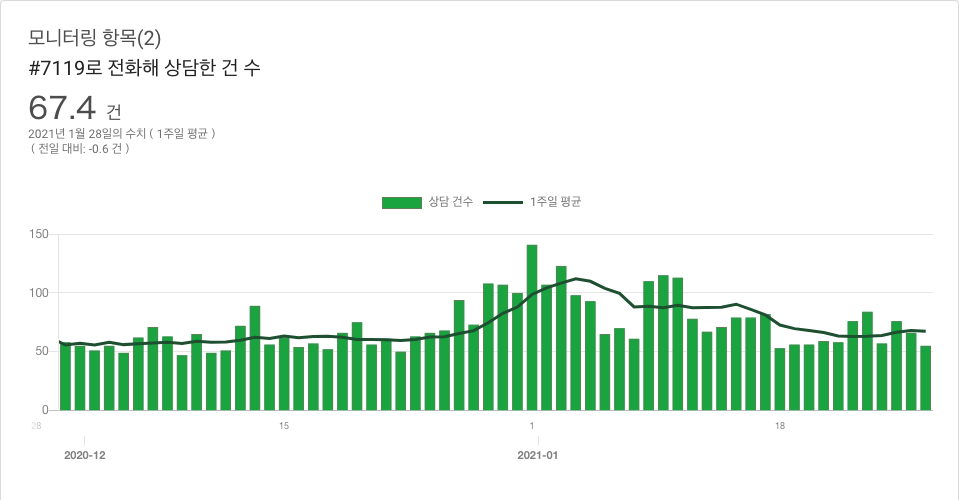 모니터링 항목(2)
#7119로 전화해 상담한 건 수
67.4 건
2021년 1월 28일의 수치 ( 1주일 평균 )
( 전일 대비: -0.6 건 )
상담 건수 1주일 평균
150
100
50
0
28 15 1 18
2020-12 2021-01